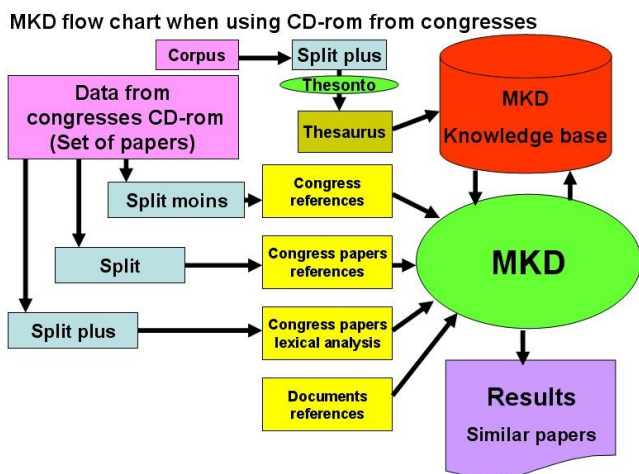 MKD flow chart when using CD-rom from congresses
Corpus
Split plus
Thesonto
Thesaurus
MKD
Knowledge base
Data from
congresses CD-rom
(Set of papers)
Split moins
Congress
references
Split
Congress papers
references
MKD
Split plus
Congress papers
lexical analysis
Documents
references
Results
Similar papers